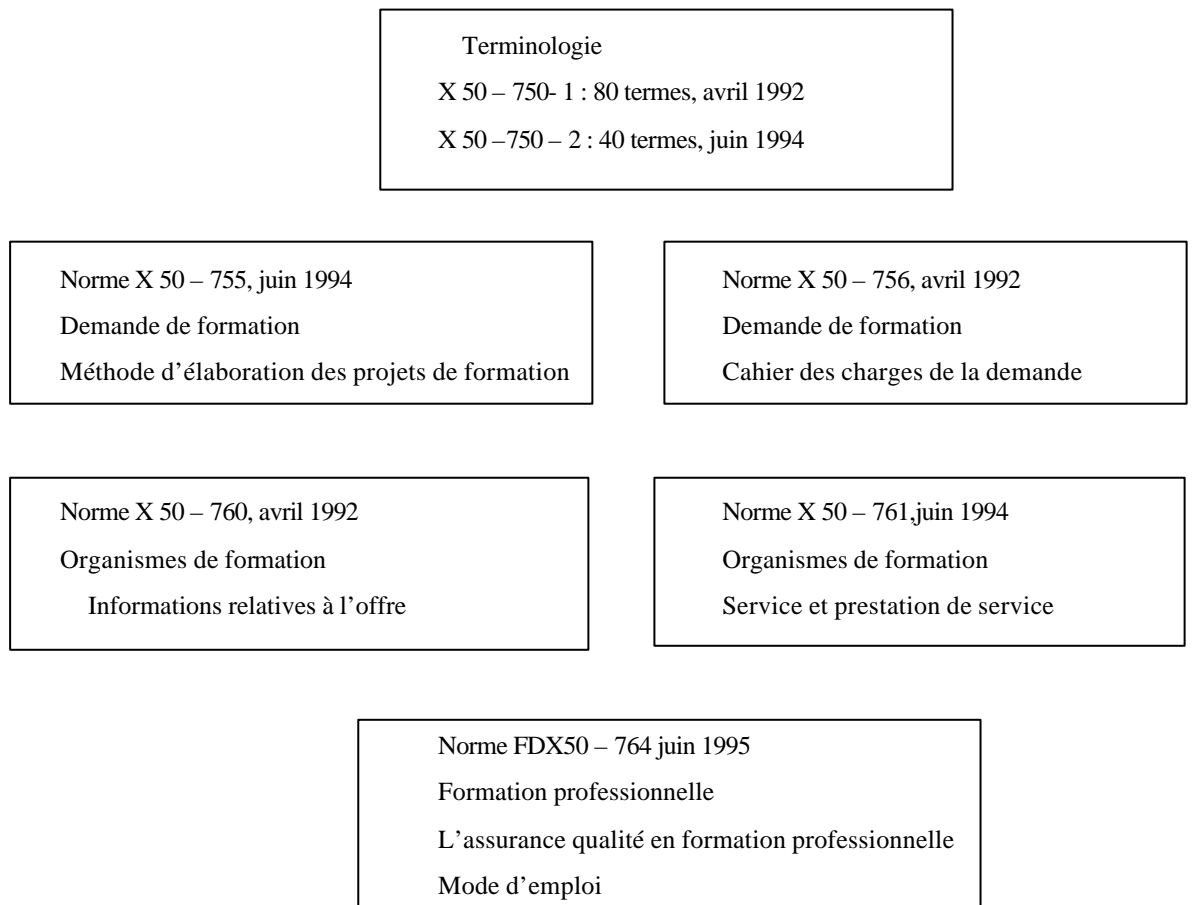 Terminologie
X 50 – 750- 1 : 80 termes, avril 1992
X 50 –750 – 2 : 40 termes, juin 1994
Norme X 50 – 755, juin 1994
Demande de formation
Méthode d’élaboration des projets de formation
Norme X 50 – 756, avril 1992
Demande de formation
Cahier des charges de la demande
Norme X 50 – 760, avril 1992
Organismes de formation
Informations relatives à l’offre
Norme X 50 – 761,juin 1994
Organismes de formation
Service et prestation de service
Norme FDX50 – 764 juin 1995
Formation professionnelle
L’assurance qualité en formation professionnelle
Mode d’emploi